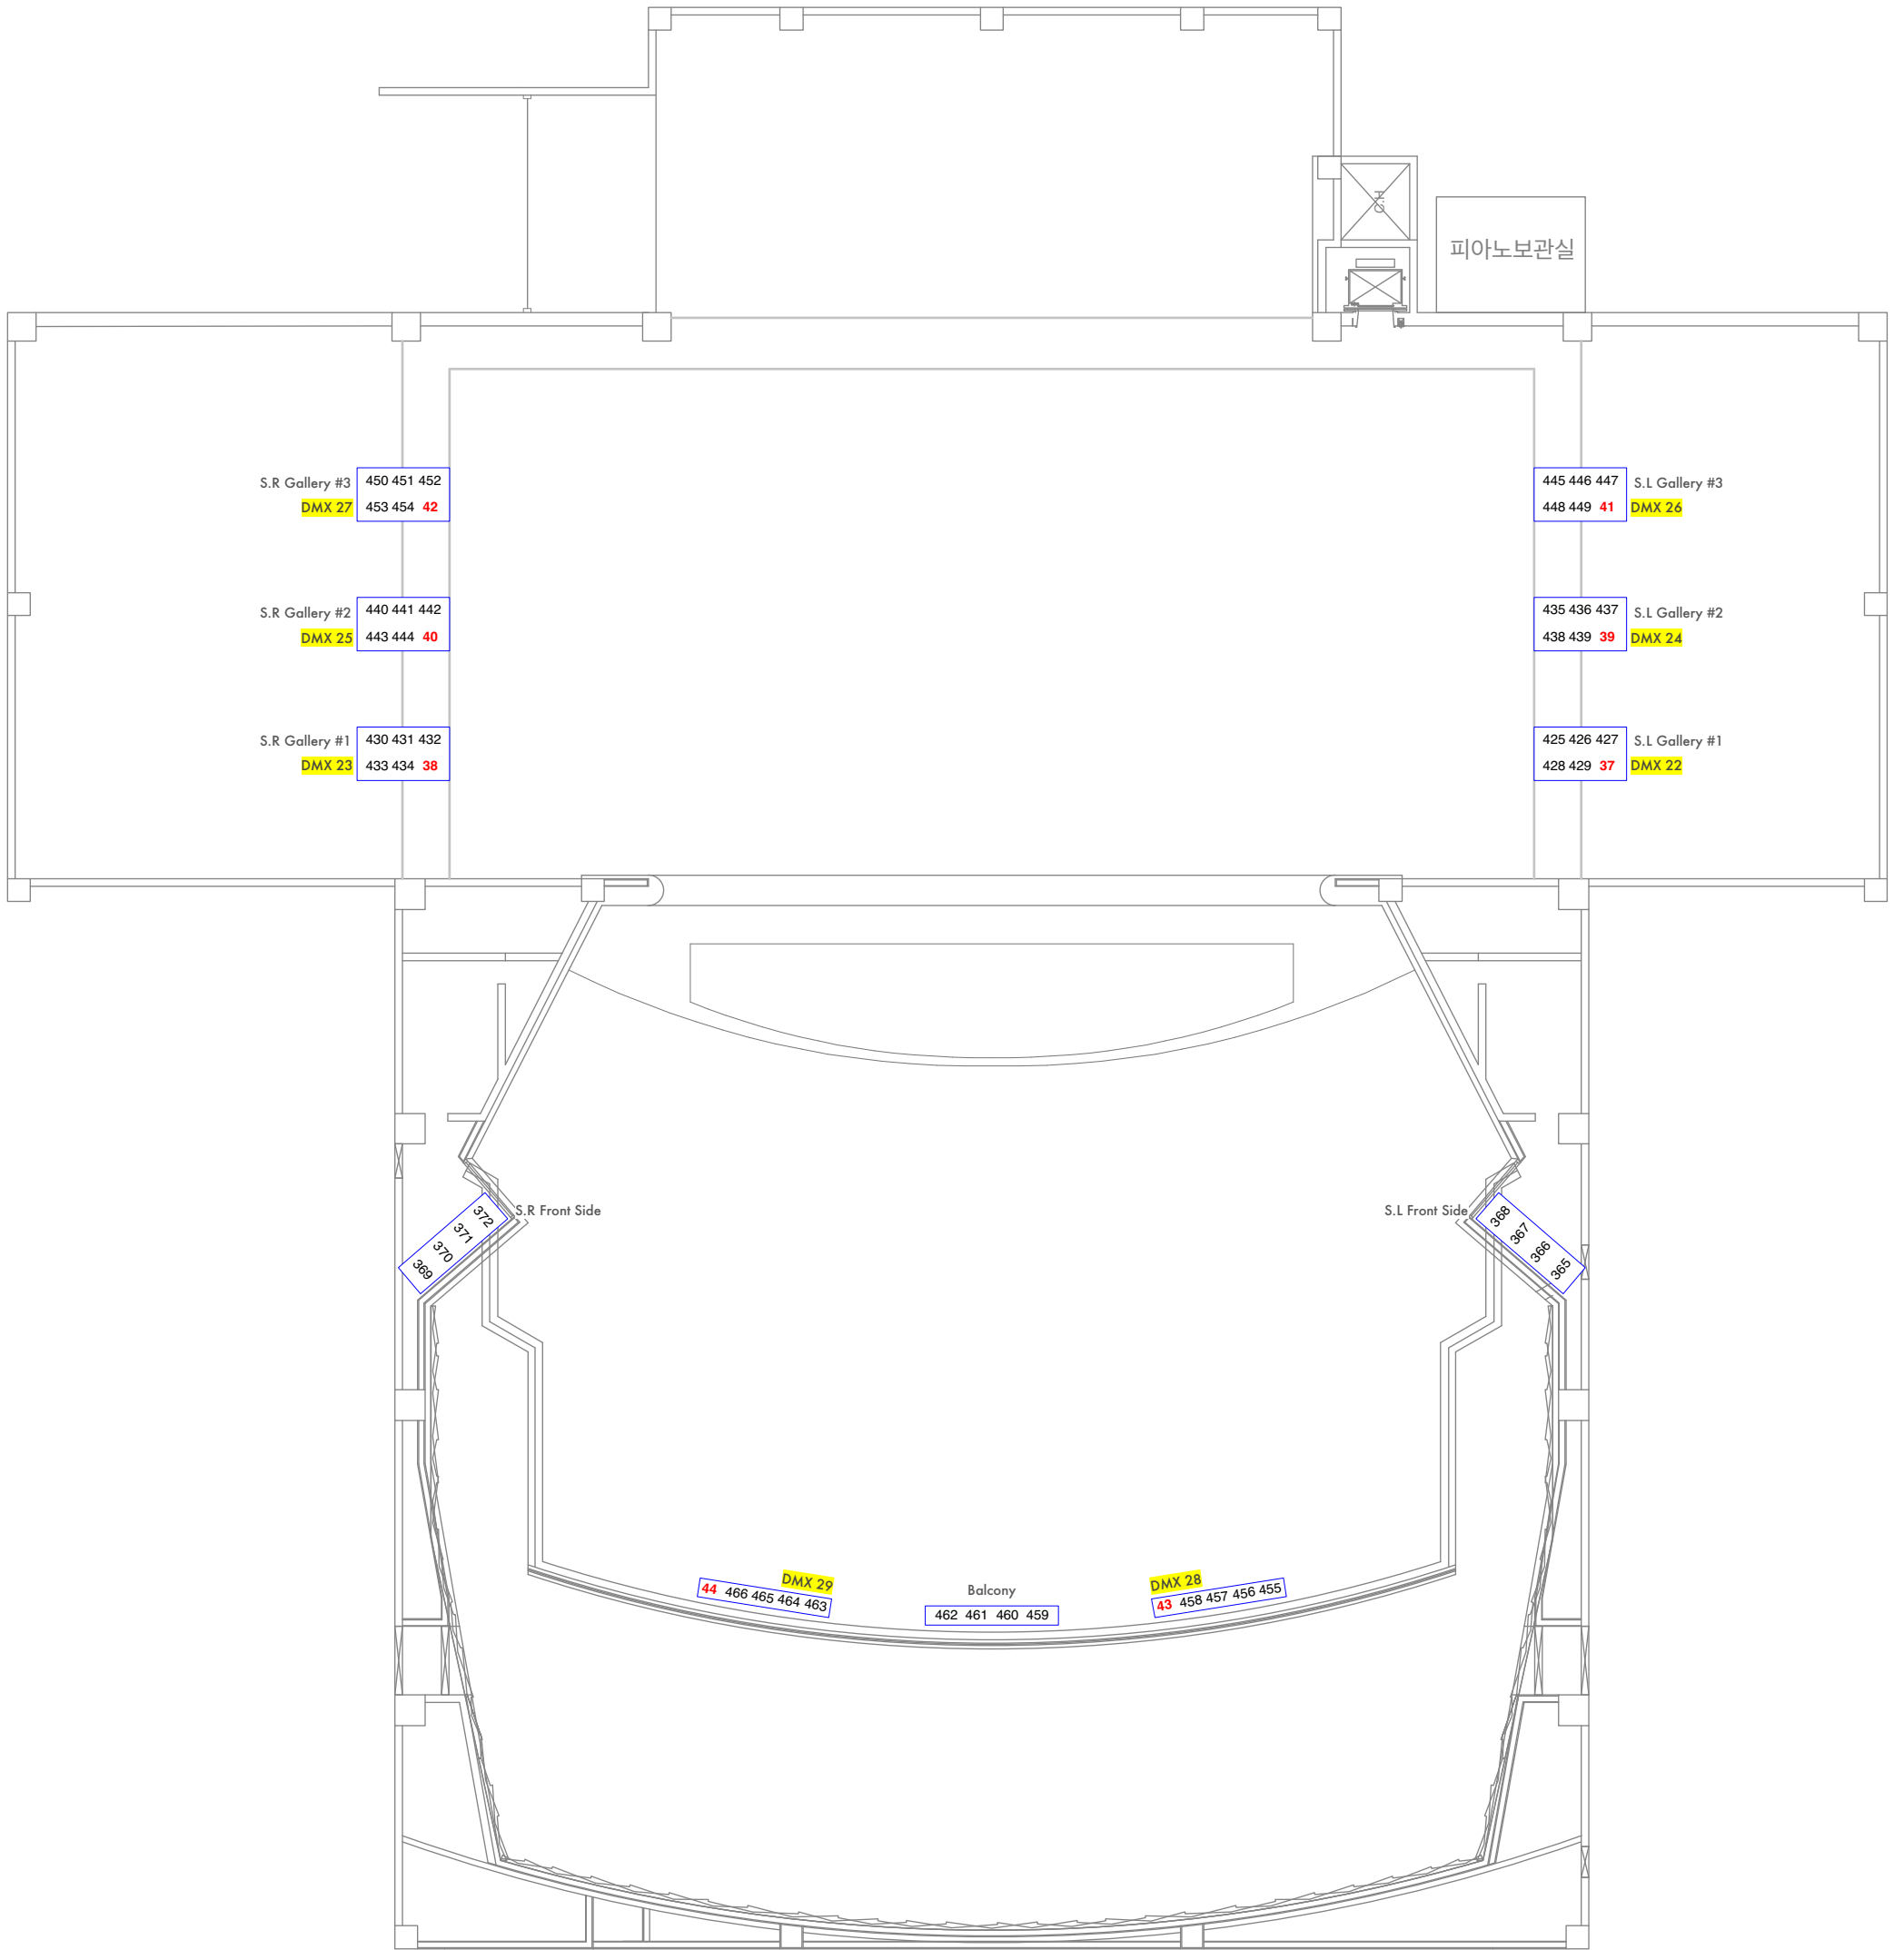 C.H
피아노보관실
S.R Gallery #3
DMX 27
450 451 452
453 454 42
445 446 447
448 449 41
S.L Gallery #3
DMX 26
S.R Gallery #2
DMX 25
440 441 442
443 444 40
435 436 437
438 439 39
S.L Gallery #2
DMX 24
S.R Gallery #1
DMX 23
430 431 432
433 434 38
425 426 427
428 429 37
S.L Gallery #1
DMX 22
S.R Front Side
369 370 371 372
S.L Front Side
368 367 366 365
DMX 29
44 466 465 464 463
Balcony
462 461 460 459
DMX 28
43 458 457 456 455